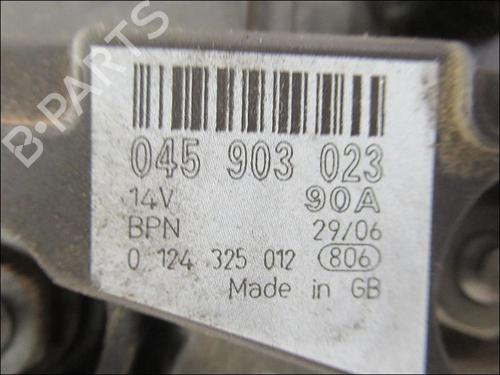 B-PARTS
045 903 023
14V 90A
BPN 29/06
0 124 325 012 806
Made in GB